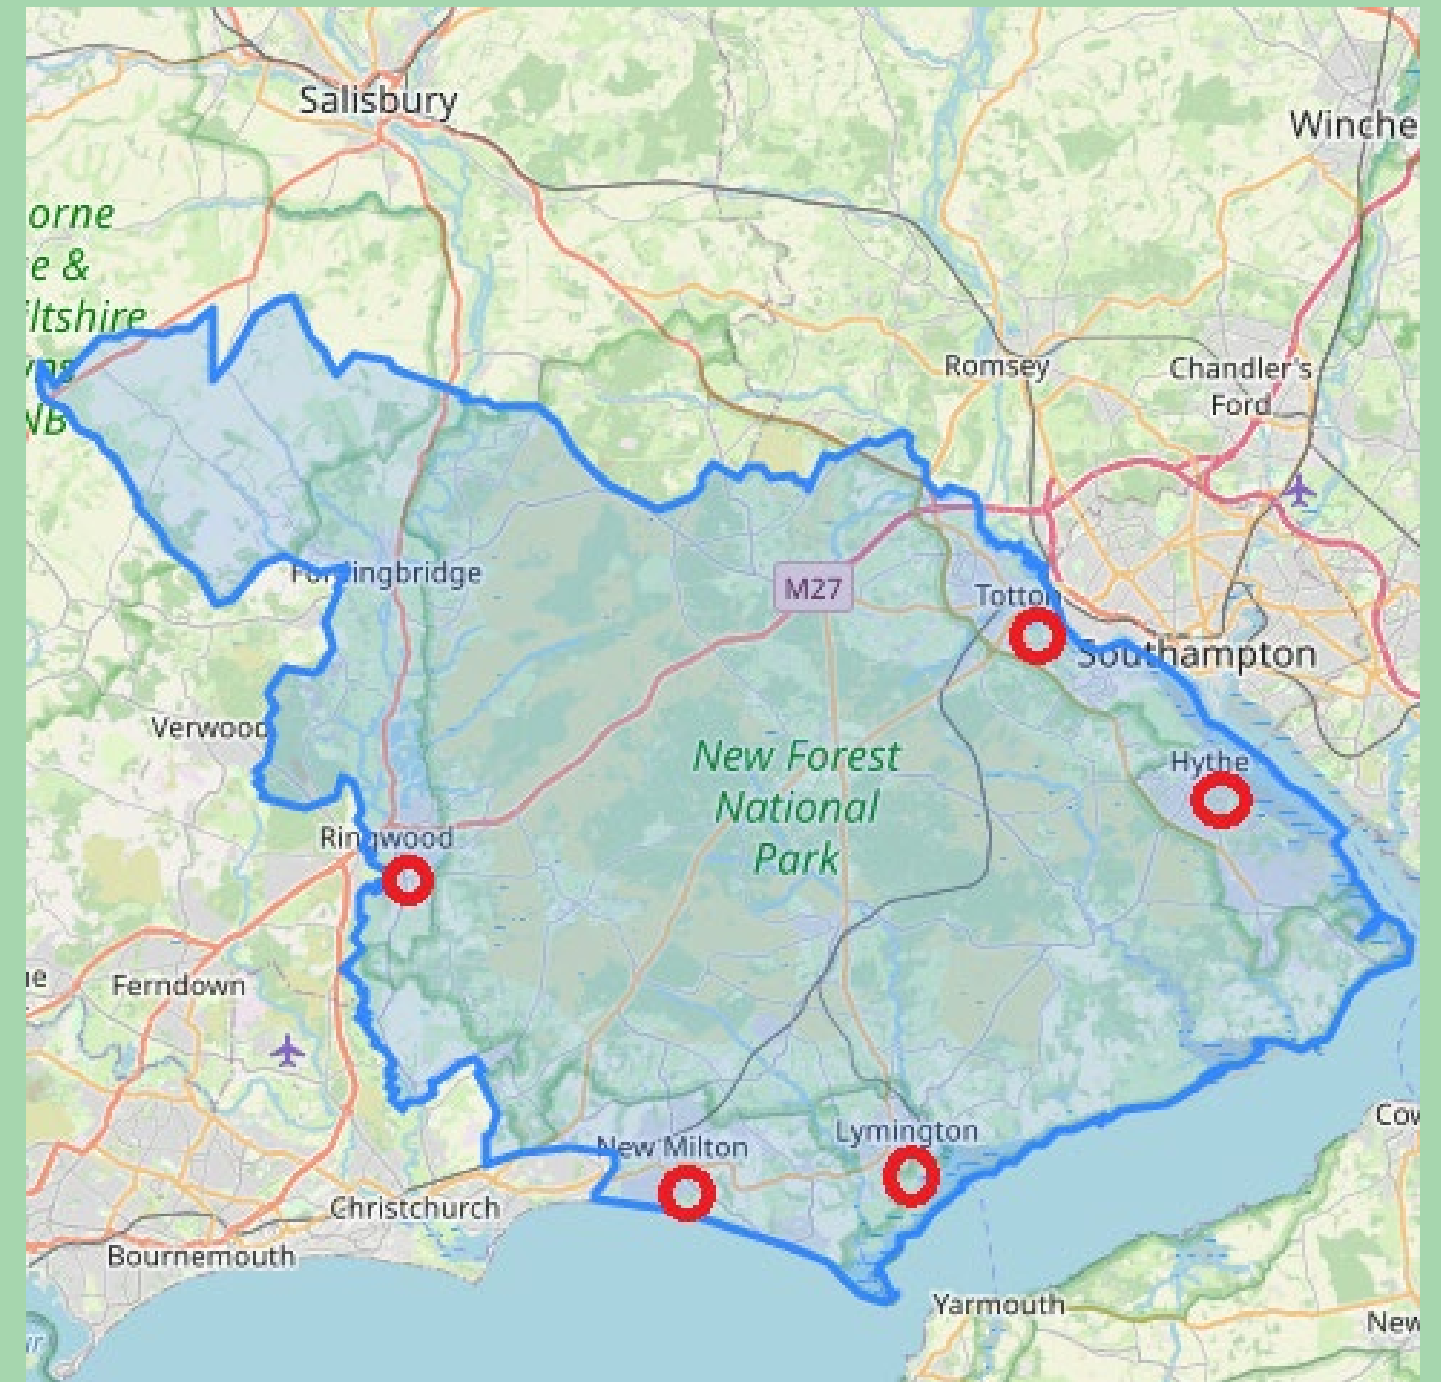 Salisbury
Winche
orne
e &
iltshire
NB
Romsey
Chandler's
Ford
Fordingbridge
M27
Totton
Southampton
Verwood
New Forest
National
Park
Hythe
Ringwood
Ferndown
Lymington
New Milton
Christchurch
Bournemouth
Yarmouth
Cow
New